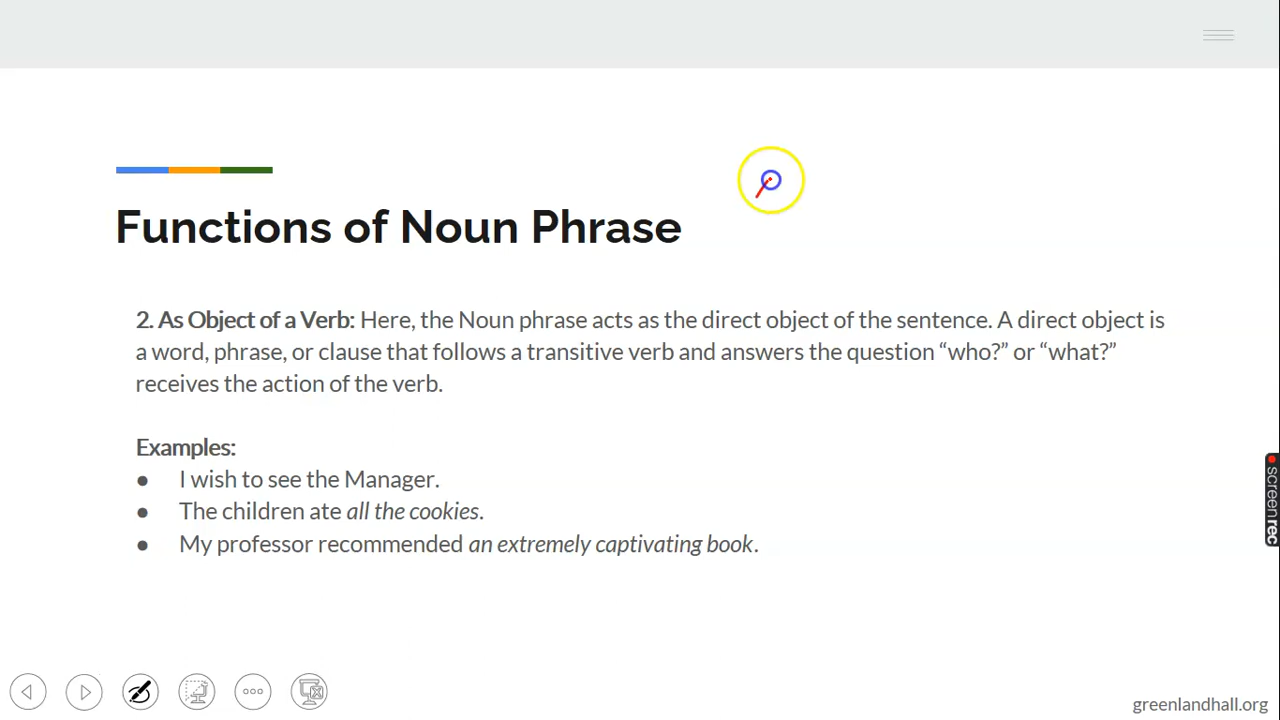 Functions of Noun Phrase
2. As Object of a Verb: Here, the Noun phrase acts as the direct object of the sentence. A direct object is
a word, phrase, or clause that follows a transitive verb and answers the question “who?” or “what?”
receives the action of the verb.
Examples:
● I wish to see the Manager.
● The children ate all the cookies.
● My professor recommended an extremely captivating book.
screenrec
greenlandhall.org